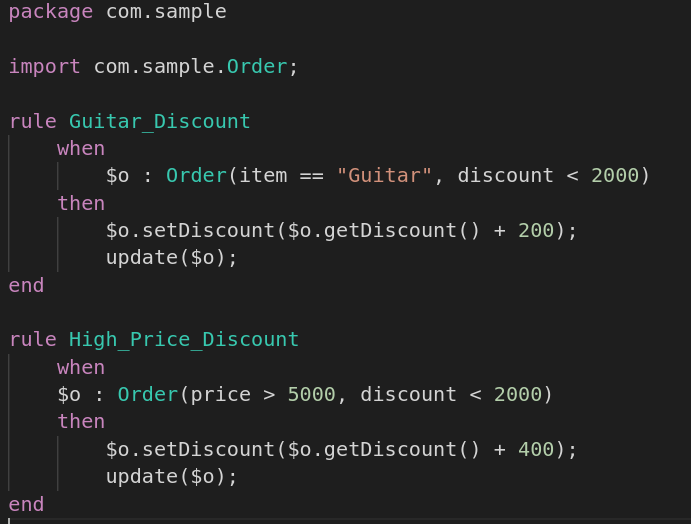 package com.sample
import com.sample.Order;
rule Guitar_Discount
when
$o : Order(item == "Guitar", discount < 2000)
then
$o.setDiscount($o.getDiscount() + 200);
update($o);
end
rule High_Price_Discount
when
$o : Order(price > 5000, discount < 2000)
then
$o.setDiscount($o.getDiscount() + 400);
update($o);
end